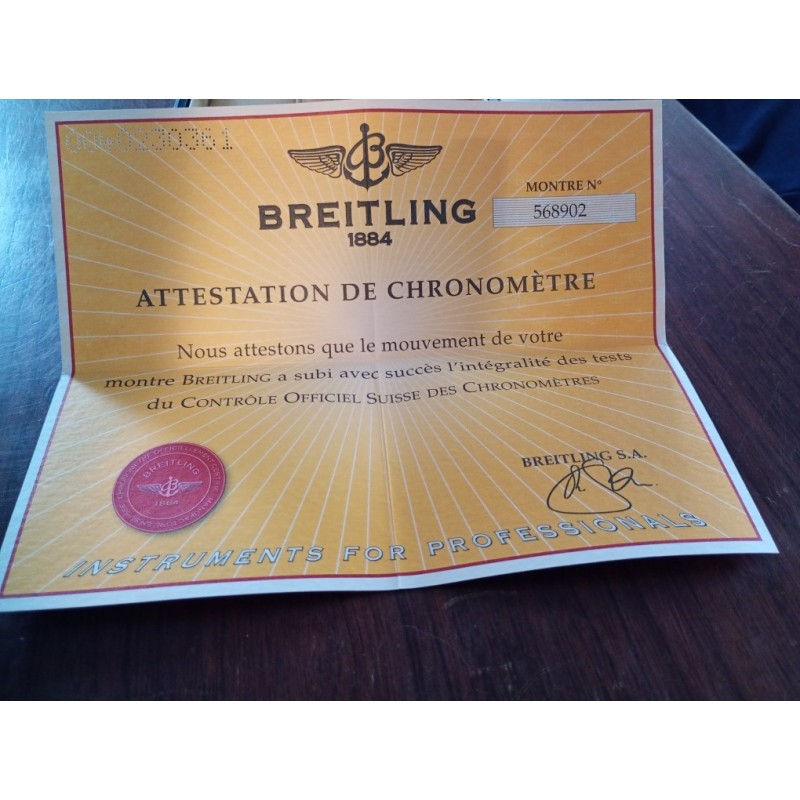 BREITLING
1884
MONTRE Nº
568902
ATTESTATION DE CHRONOMÈTRE
Nous attestons que le mouvement de votre
montre BREITLING a subi avec succès l'intégralité des tests
du CONTRÔLE OFFICIEL SUISSE DES CHRONOMÈTRES
BREITLING S.A.
BREITLING
1884
INSTRUMENTS FOR PROFESSIONALS